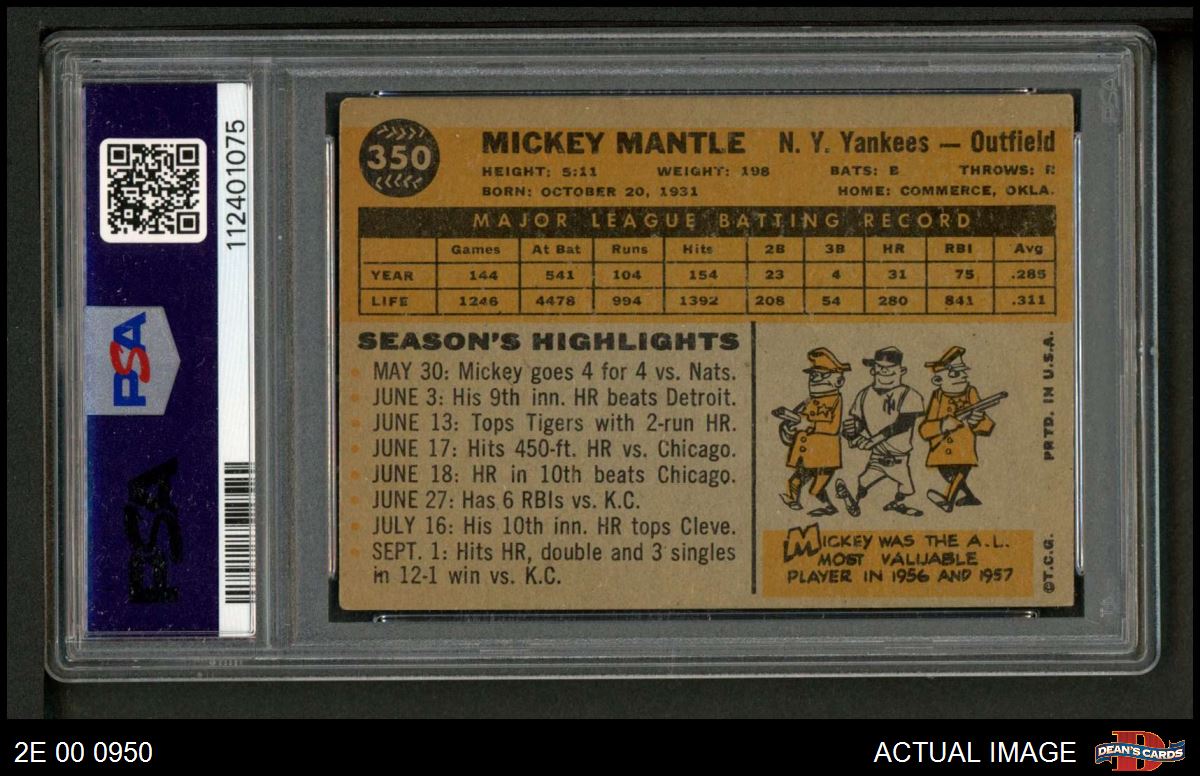 PSA
112401075
PSA
350
MICKEY MANTLE N. Y. Yankees — Outfield
HEIGHT: 5:11 WEIGHT: 198 BATS: B THROWS: R
BORN: OCTOBER 20, 1931 HOME: COMMERCE, OKLA.
MAJOR LEAGUE BATTING RECORD
Games At Bat Runs Hits 2B 3B HR RBI Avg
YEAR 144 541 104 154 23 4 31 75 .285
LIFE 1246 4478 994 1392 208 54 280 841 .311
SEASON'S HIGHLIGHTS
MAY 30: Mickey goes 4 for 4 vs. Nats.
JUNE 3: His 9th inn. HR beats Detroit.
JUNE 13: Tops Tigers with 2-run HR.
JUNE 17: Hits 450-ft. HR vs. Chicago.
JUNE 18: HR in 10th beats Chicago.
JUNE 27: Has 6 RBIs vs. K.C.
JULY 16: His 10th inn. HR tops Cleve.
SEPT. 1: Hits HR, double and 3 singles
in 12-1 win vs. K.C.
NY
MICKEY WAS THE A.L.
MOST VALUABLE
PLAYER IN 1956 AND 1957
©T.C.G. PRTD. IN U.S.A.
2E 00 0950
ACTUAL IMAGE
DEAN'S CARDS